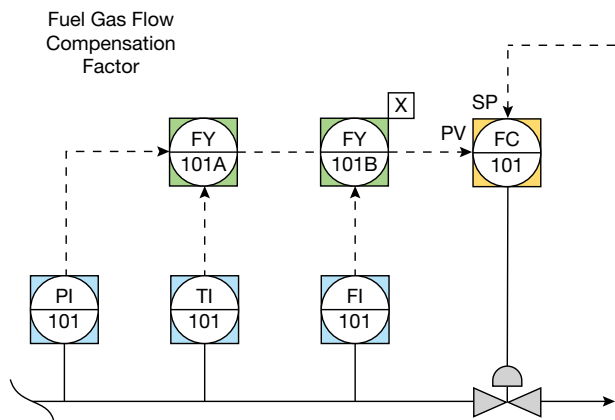 Fuel Gas Flow
Compensation
Factor
X
SP
PV
FY
101A
FY
101B
FC
101
PI
101
TI
101
FI
101